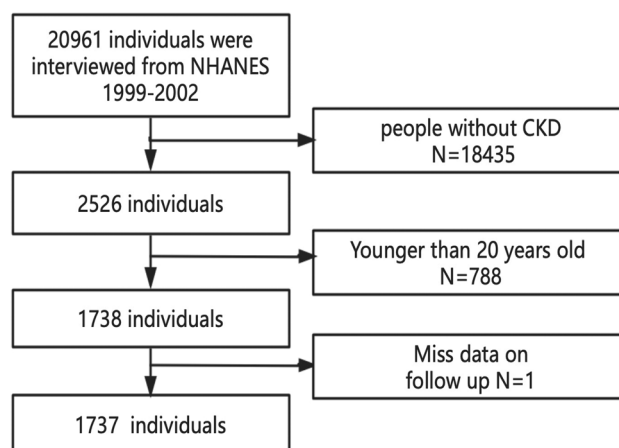 20961 individuals were
interviewed from NHANES
1999-2002
people without CKD
N=18435
2526 individuals
Younger than 20 years old
N=788
1738 individuals
Miss data on
follow up N=1
1737 individuals